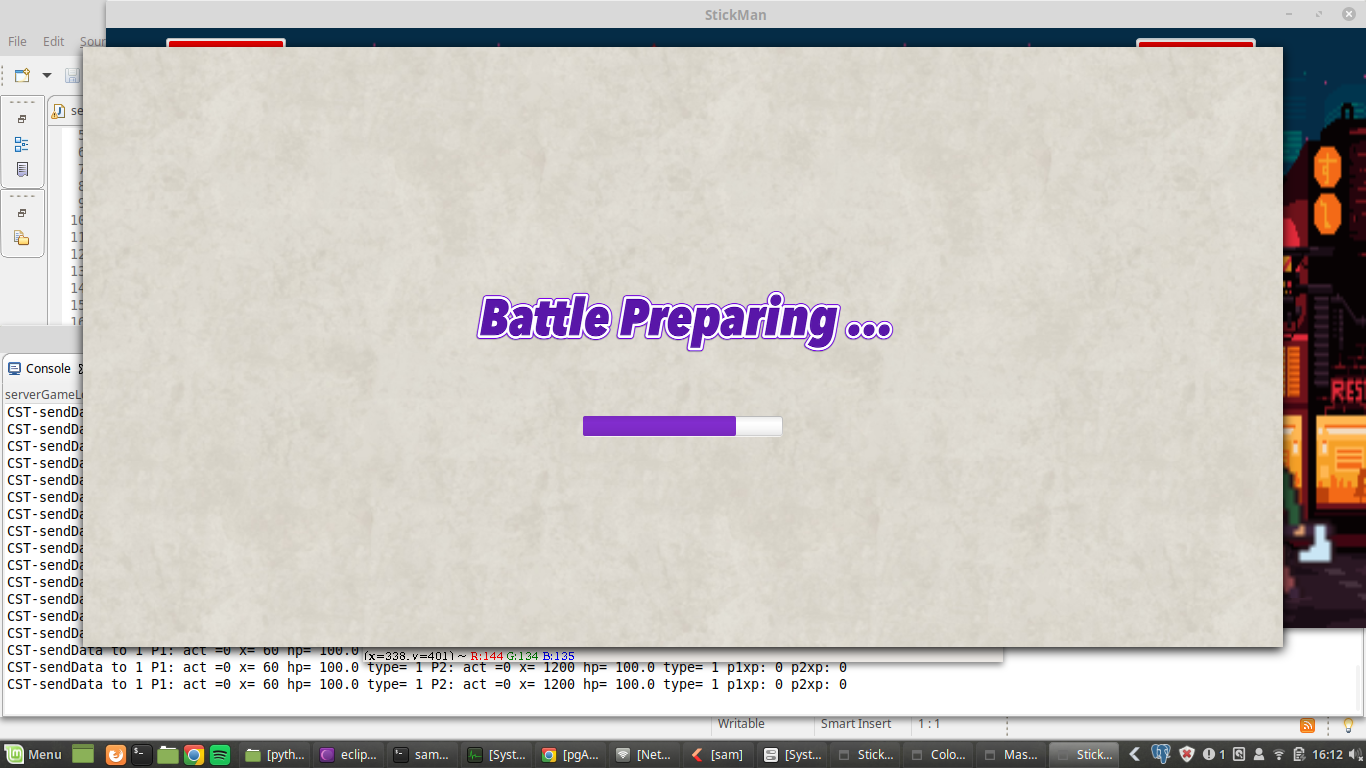 StickMan
File Edit Sour
Battle Preparing ...
5
6
7
8
9
10
11
12
13
14
15
16
Console
serverGameLo
CST-sendDa
CST-sendDa
CST-sendDa
CST-sendDa
CST-sendDa
CST-sendDa
CST-sendDa
CST-sendDa
CST-sendDa
CST-sendDa
CST-sendDa
CST-sendDa
CST-sendDa
CST-sendDa
CST-sendData to 1 P1: act =0 x= 60 hp= 100.0
(x=338, y=401) ~ R:144 G:134 B:135
CST-sendData to 1 P1: act =0 x= 60 hp= 100.0 type= 1 P2: act =0 x= 1200 hp= 100.0 type= 1 p1xp: 0 p2xp: 0
CST-sendData to 1 P1: act =0 x= 60 hp= 100.0 type= 1 P2: act =0 x= 1200 hp= 100.0 type= 1 p1xp: 0 p2xp: 0
Writable Smart Insert 1 : 1
Menu [pyth... eclip... sam... [Syst... [pgA... [Net... [sam] [Syst... Stick... Colo... Mas... Stick... 1 16:12